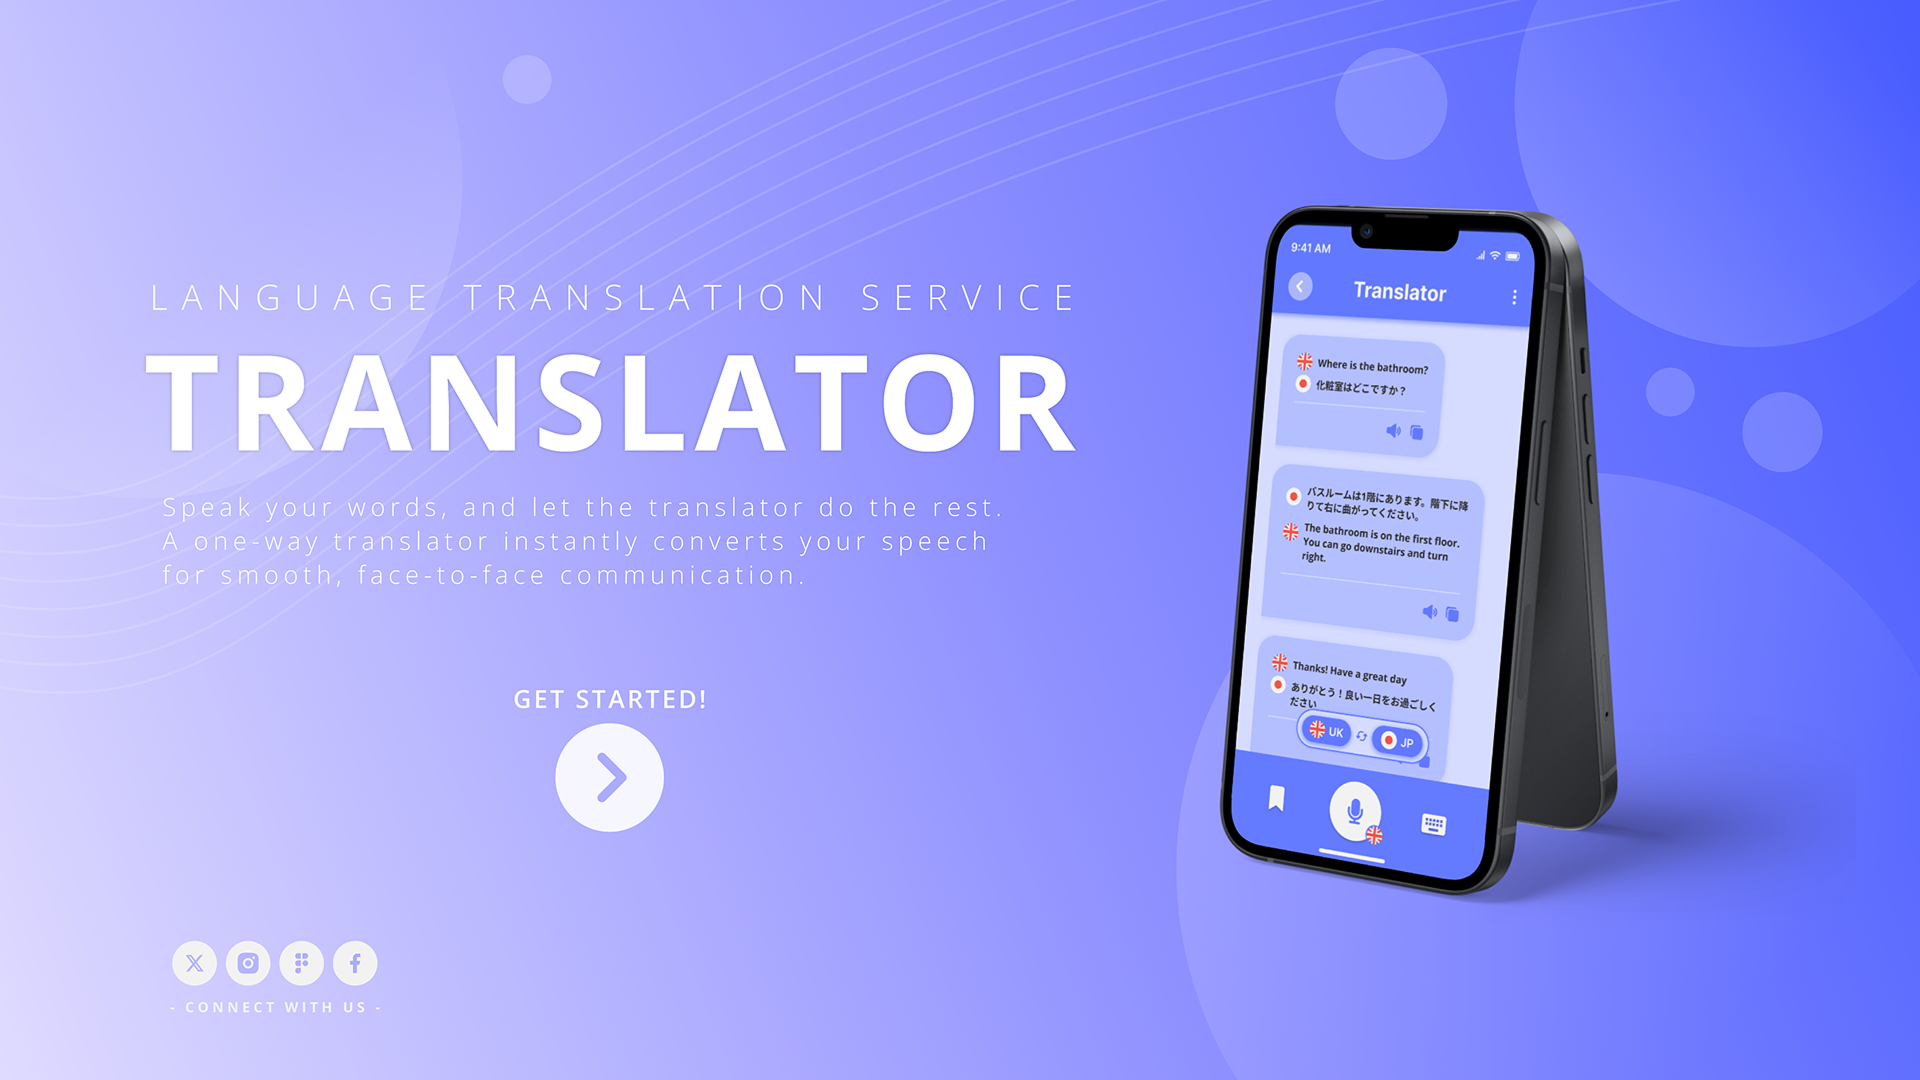 LANGUAGE TRANSLATION SERVICE
TRANSLATOR
Speak your words, and let the translator do the rest.
A one-way translator instantly converts your speech
for smooth, face-to-face communication.
GET STARTED!
- CONNECT WITH US -
9:41 AM
Translator
Where is the bathroom?
化粧室はどこですか？
バスルームは1階にあります。階下に降
りて右に曲がってください。
The bathroom is on the first floor.
You can go downstairs and turn
right.
Thanks! Have a great day
ありがとう！良い一日をお過ごしく
ださい
UK
JP